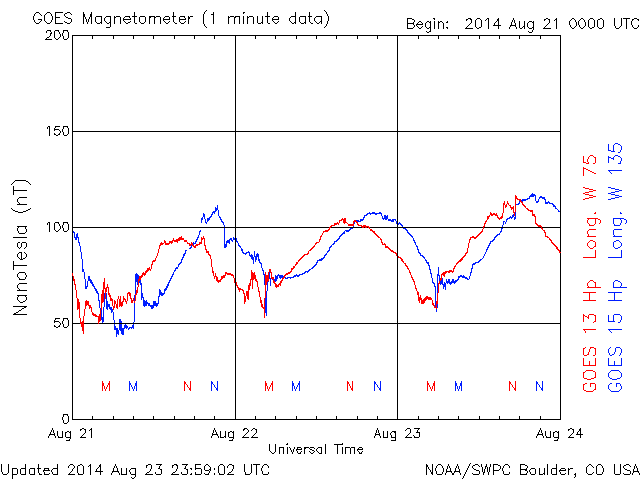 GOES Magnetometer (1 minute data)
Begin: 2014 Aug 21 0000 UTC
200
150
100
50
0
NanoTesla (nT)
M M N N M M N N M M N N
Aug 21 Aug 22 Aug 23 Aug 24
Universal Time
GOES 13 Hp Long. W 75
GOES 15 Hp Long. W 135
Updated 2014 Aug 23 23:59:02 UTC
NOAA/SWPC Boulder, CO USA